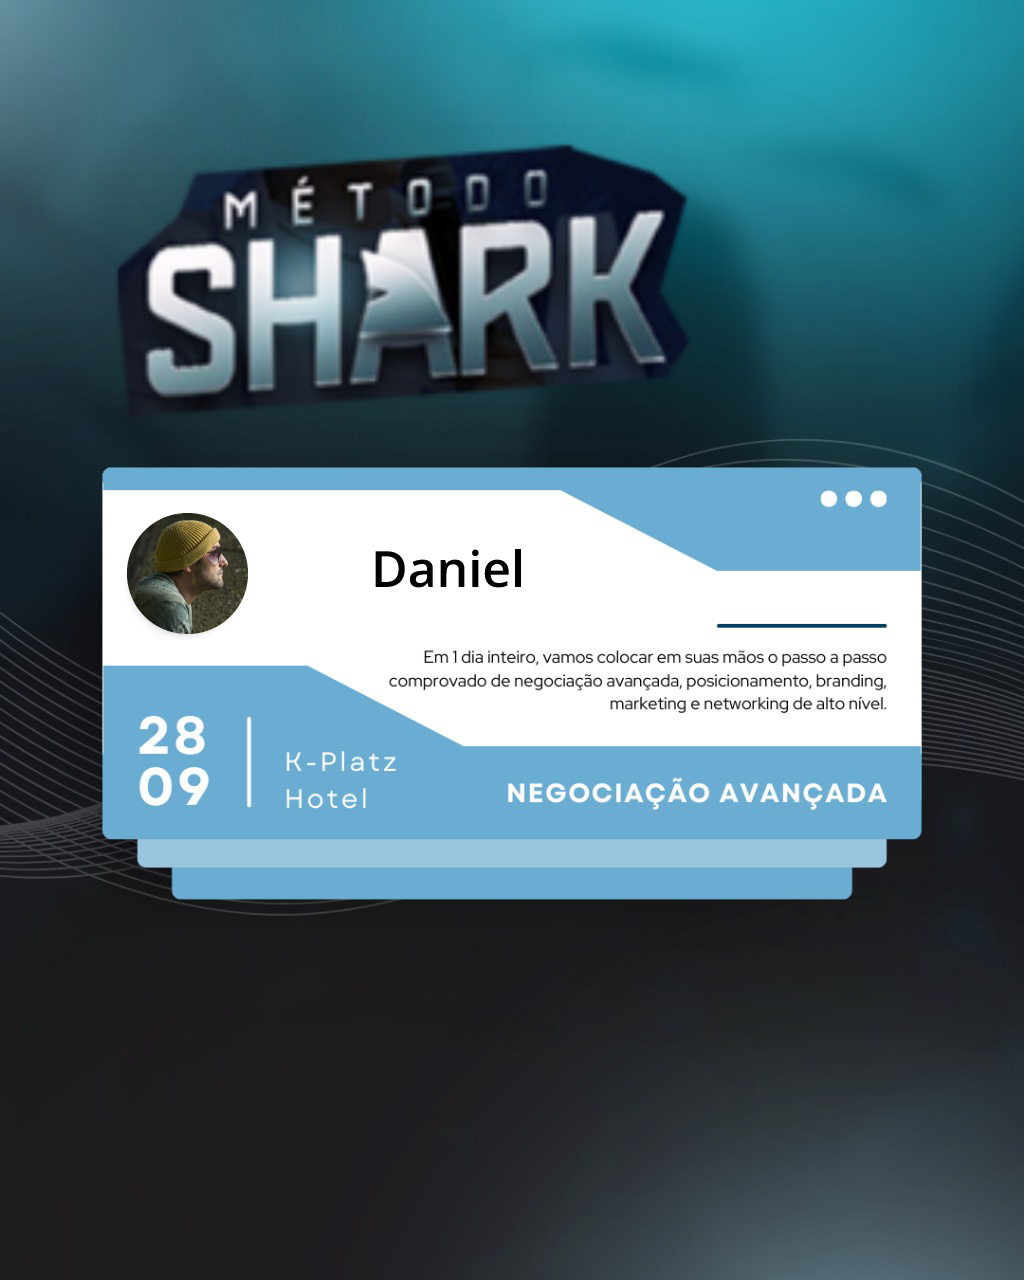 MÉTODO
SHARK
Daniel
Em 1 dia inteiro, vamos colocar em suas mãos o passo a passo
comprovado de negociação avançada, posicionamento, branding,
marketing e networking de alto nível.
28
09
K-Platz
Hotel
NEGOCIAÇÃO AVANÇADA